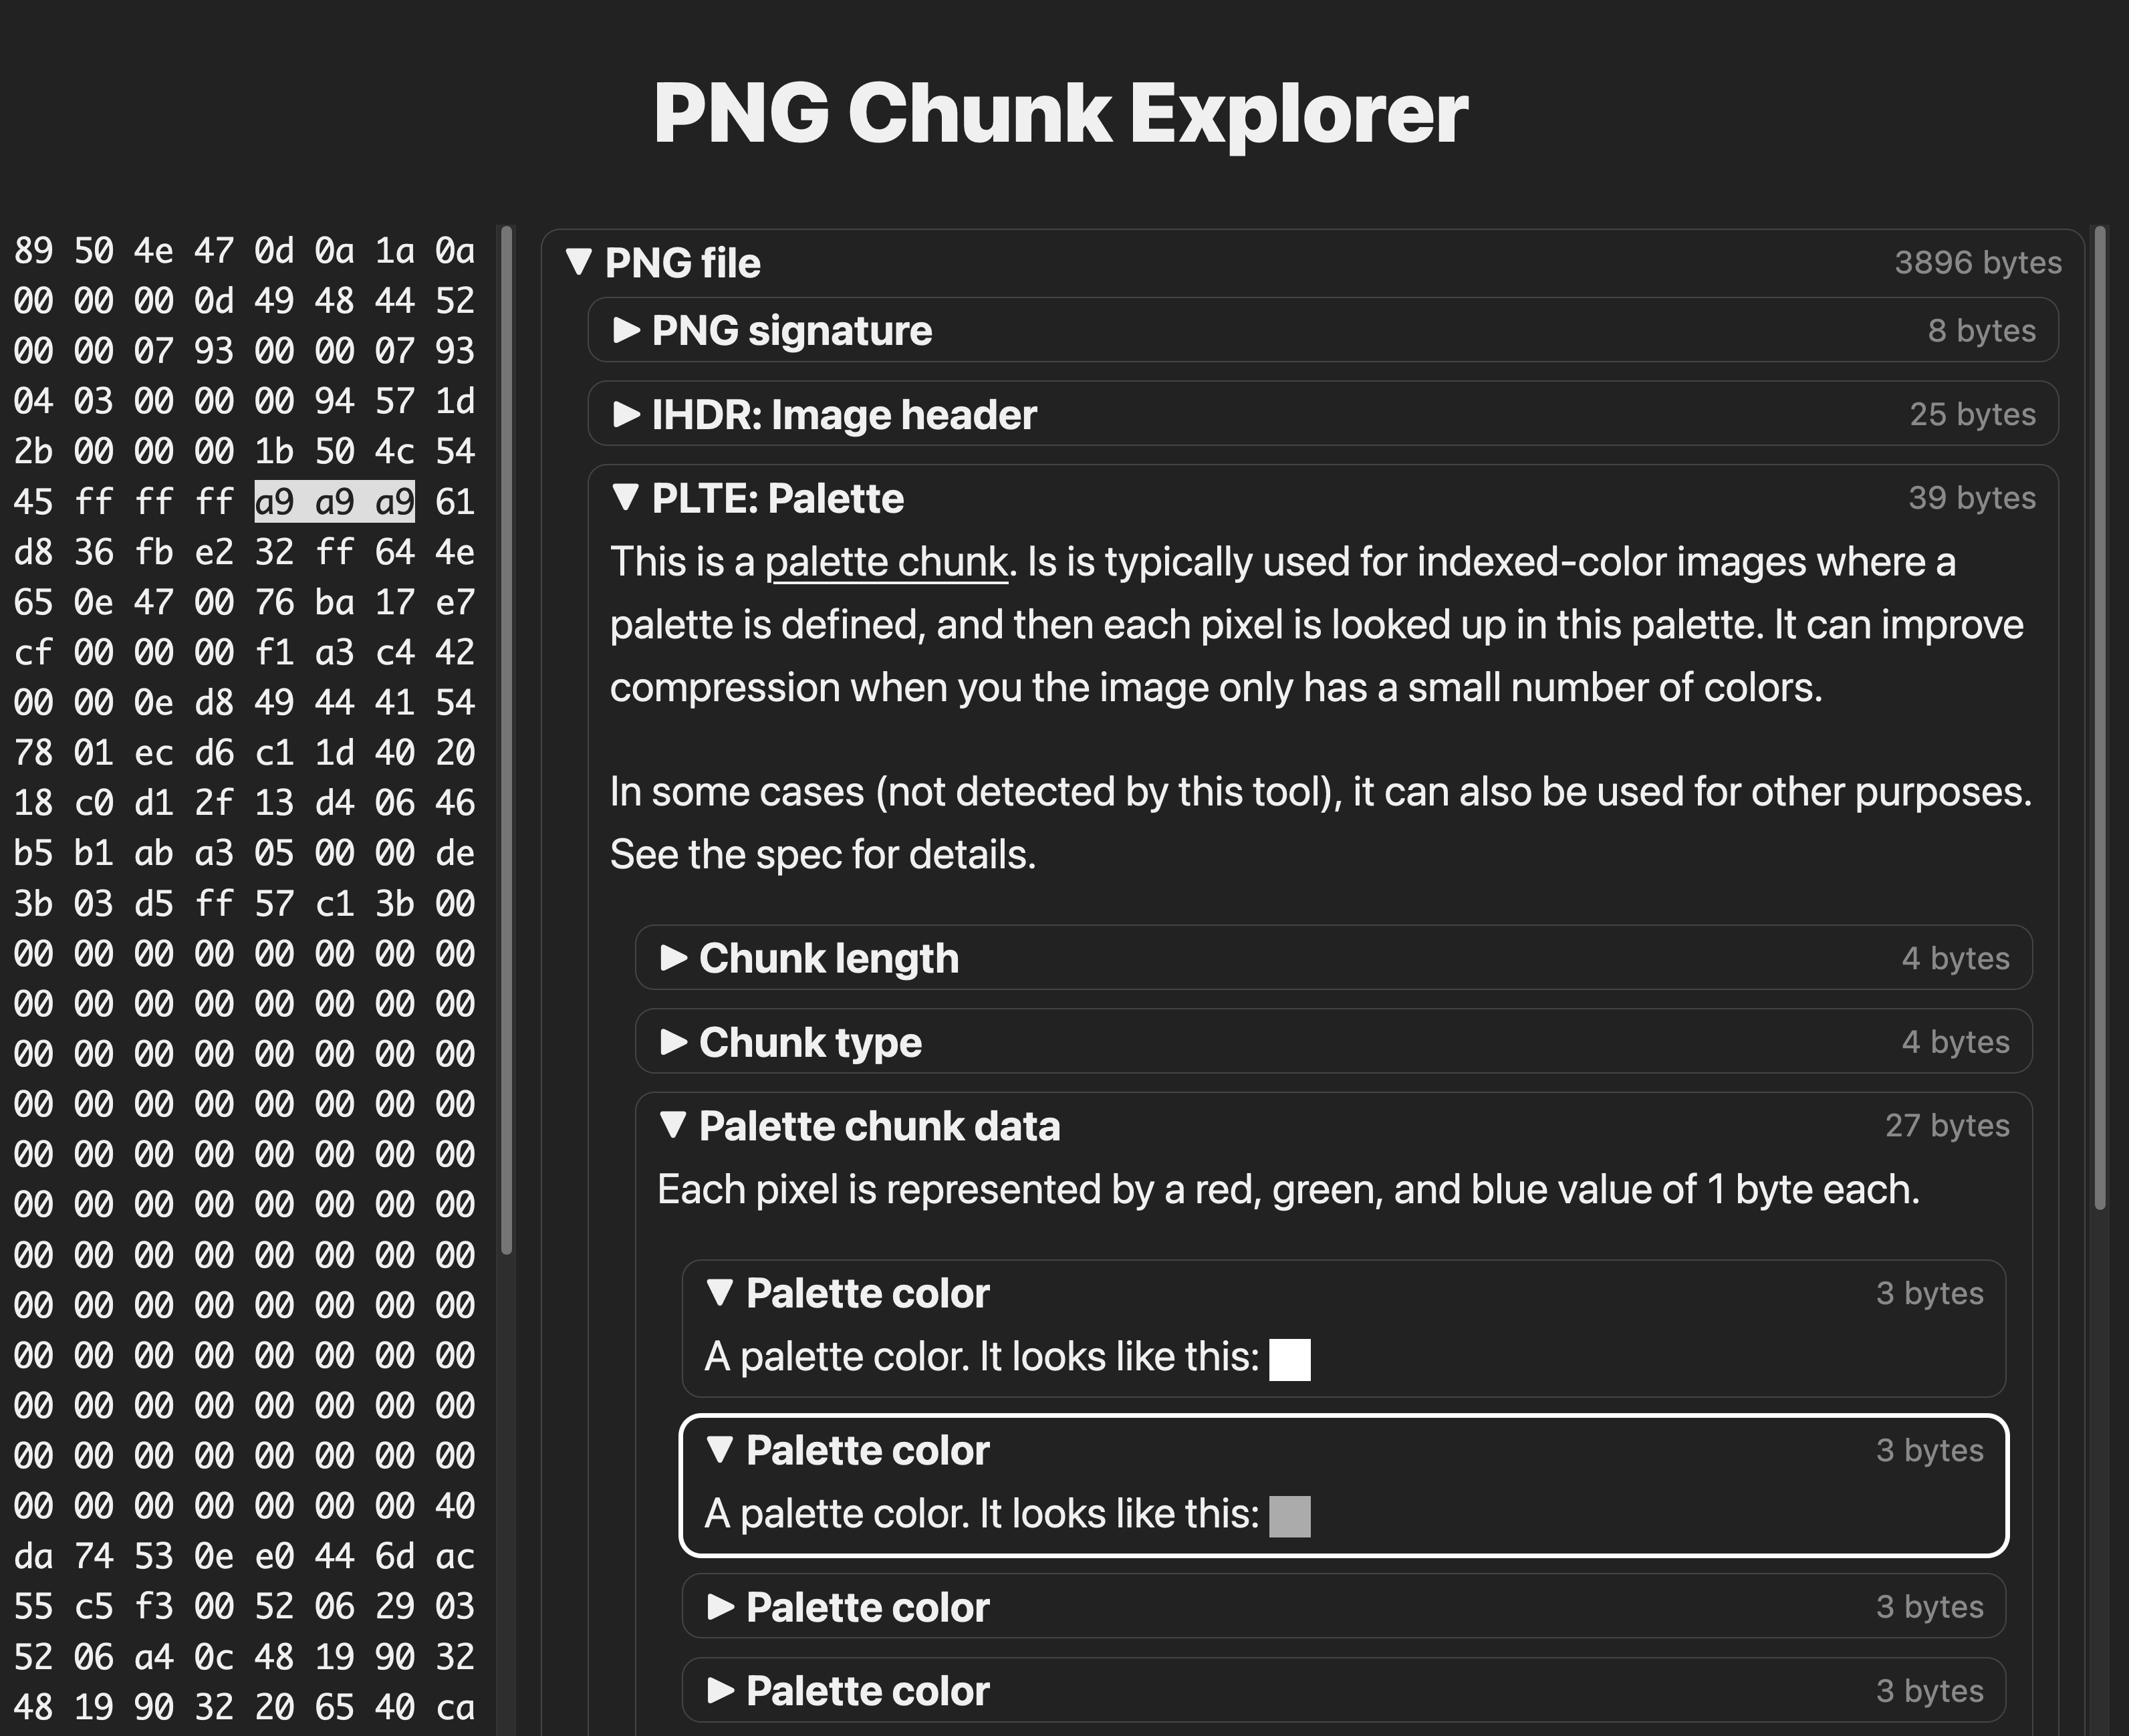 PNG Chunk Explorer
89 50 4e 47 0d 0a 1a 0a
00 00 00 0d 49 48 44 52
00 00 07 93 00 00 07 93
04 03 00 00 00 94 57 1d
2b 00 00 00 1b 50 4c 54
45 ff ff ff a9 a9 a9 61
d8 36 fb e2 32 ff 64 4e
65 0e 47 00 76 ba 17 e7
cf 00 00 00 f1 a3 c4 42
00 00 0e d8 49 44 41 54
78 01 ec d6 c1 1d 40 20
18 c0 d1 2f 13 d4 06 46
b5 b1 ab a3 05 00 00 de
3b 03 d5 ff 57 c1 3b 00
00 00 00 00 00 00 00 00
00 00 00 00 00 00 00 00
00 00 00 00 00 00 00 00
00 00 00 00 00 00 00 00
00 00 00 00 00 00 00 00
00 00 00 00 00 00 00 00
00 00 00 00 00 00 00 00
00 00 00 00 00 00 00 00
00 00 00 00 00 00 00 00
00 00 00 00 00 00 00 00
00 00 00 00 00 00 00 00
00 00 00 00 00 00 00 40
da 74 53 0e e0 44 6d ac
55 c5 f3 00 52 06 29 03
52 06 a4 0c 48 19 90 32
48 19 90 32 20 65 40 ca
PNG file 3896 bytes
PNG signature 8 bytes
IHDR: Image header 25 bytes
PLTE: Palette 39 bytes
This is a palette chunk. Is is typically used for indexed-color images where a
palette is defined, and then each pixel is looked up in this palette. It can improve
compression when you the image only has a small number of colors.
In some cases (not detected by this tool), it can also be used for other purposes.
See the spec for details.
Chunk length 4 bytes
Chunk type 4 bytes
Palette chunk data 27 bytes
Each pixel is represented by a red, green, and blue value of 1 byte each.
Palette color 3 bytes
A palette color. It looks like this:
Palette color 3 bytes
A palette color. It looks like this:
Palette color 3 bytes
Palette color 3 bytes